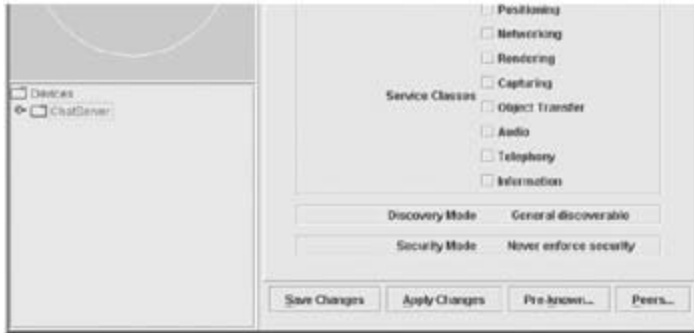 Devices
ChatServer
Positioning
Networking
Rendering
Capturing
Service Classes
Object Transfer
Audio
Telephony
Information
Discovery Mode General discoverable
Security Mode Never enforce security
Save Changes Apply Changes Pre-known... Peers...